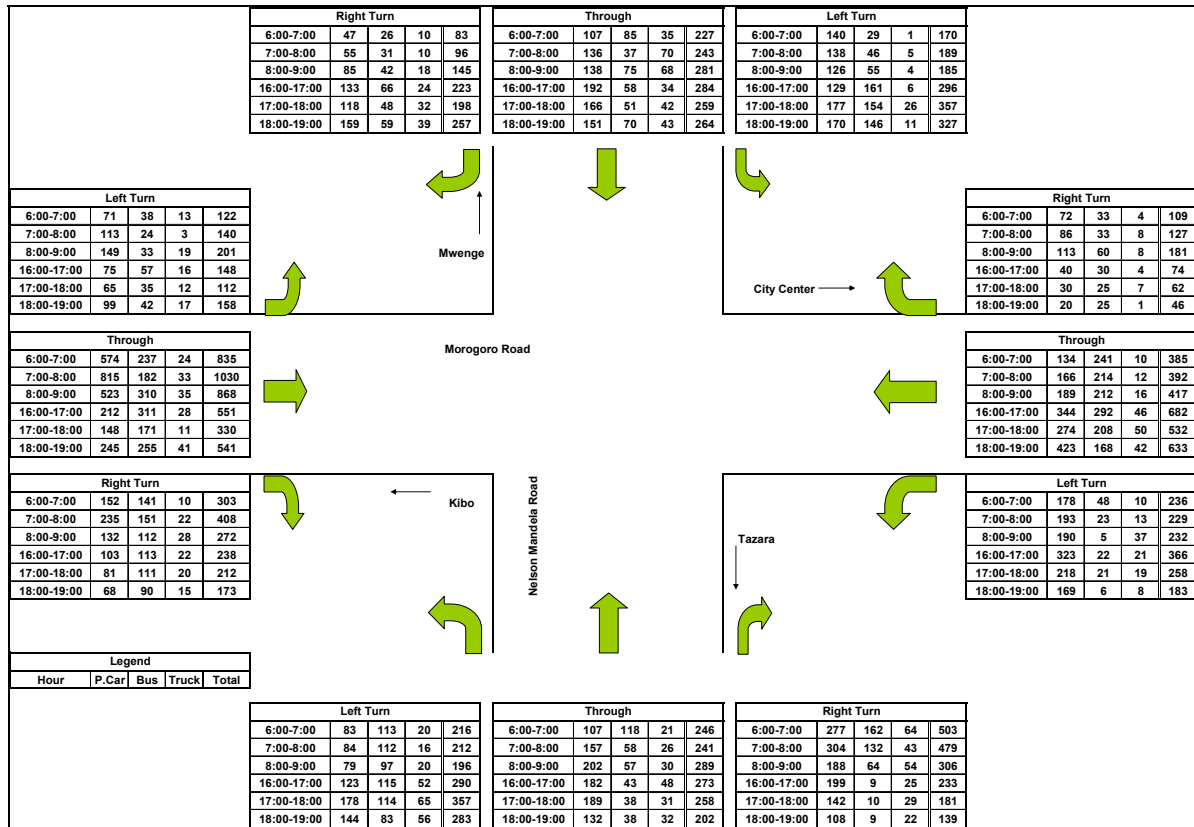 Right Turn
6:00-7:00 47 26 10 83
7:00-8:00 55 31 10 96
8:00-9:00 85 42 18 145
16:00-17:00 133 66 24 223
17:00-18:00 118 48 32 198
18:00-19:00 159 59 39 257
Through
6:00-7:00 107 85 35 227
7:00-8:00 136 37 70 243
8:00-9:00 138 75 68 281
16:00-17:00 192 58 34 284
17:00-18:00 166 51 42 259
18:00-19:00 151 70 43 264
Left Turn
6:00-7:00 140 29 1 170
7:00-8:00 138 46 5 189
8:00-9:00 126 55 4 185
16:00-17:00 129 161 6 296
17:00-18:00 177 154 26 357
18:00-19:00 170 146 11 327
Left Turn
6:00-7:00 71 38 13 122
7:00-8:00 113 24 3 140
8:00-9:00 149 33 19 201
16:00-17:00 75 57 16 148
17:00-18:00 65 35 12 112
18:00-19:00 99 42 17 158
Mwenge
City Center
Right Turn
6:00-7:00 72 33 4 109
7:00-8:00 86 33 8 127
8:00-9:00 113 60 8 181
16:00-17:00 40 30 4 74
17:00-18:00 30 25 7 62
18:00-19:00 20 25 1 46
Through
6:00-7:00 574 237 24 835
7:00-8:00 815 182 33 1030
8:00-9:00 523 310 35 868
16:00-17:00 212 311 28 551
17:00-18:00 148 171 11 330
18:00-19:00 245 255 41 541
Morogoro Road
Through
6:00-7:00 134 241 10 385
7:00-8:00 166 214 12 392
8:00-9:00 189 212 16 417
16:00-17:00 344 292 46 682
17:00-18:00 274 208 50 532
18:00-19:00 423 168 42 633
Right Turn
6:00-7:00 152 141 10 303
7:00-8:00 235 151 22 408
8:00-9:00 132 112 28 272
16:00-17:00 103 113 22 238
17:00-18:00 81 111 20 212
18:00-19:00 68 90 15 173
Kibo
Nelson Mandela Road
Tazara
Left Turn
6:00-7:00 178 48 10 236
7:00-8:00 193 23 13 229
8:00-9:00 190 5 37 232
16:00-17:00 323 22 21 366
17:00-18:00 218 21 19 258
18:00-19:00 169 6 8 183
Legend
Hour P.Car Bus Truck Total
Left Turn
6:00-7:00 83 113 20 216
7:00-8:00 84 112 16 212
8:00-9:00 79 97 20 196
16:00-17:00 123 115 52 290
17:00-18:00 178 114 65 357
18:00-19:00 144 83 56 283
Through
6:00-7:00 107 118 21 246
7:00-8:00 157 58 26 241
8:00-9:00 202 57 30 289
16:00-17:00 182 43 48 273
17:00-18:00 189 38 31 258
18:00-19:00 132 38 32 202
Right Turn
6:00-7:00 277 162 64 503
7:00-8:00 304 132 43 479
8:00-9:00 188 64 54 306
16:00-17:00 199 9 25 233
17:00-18:00 142 10 29 181
18:00-19:00 108 9 22 139